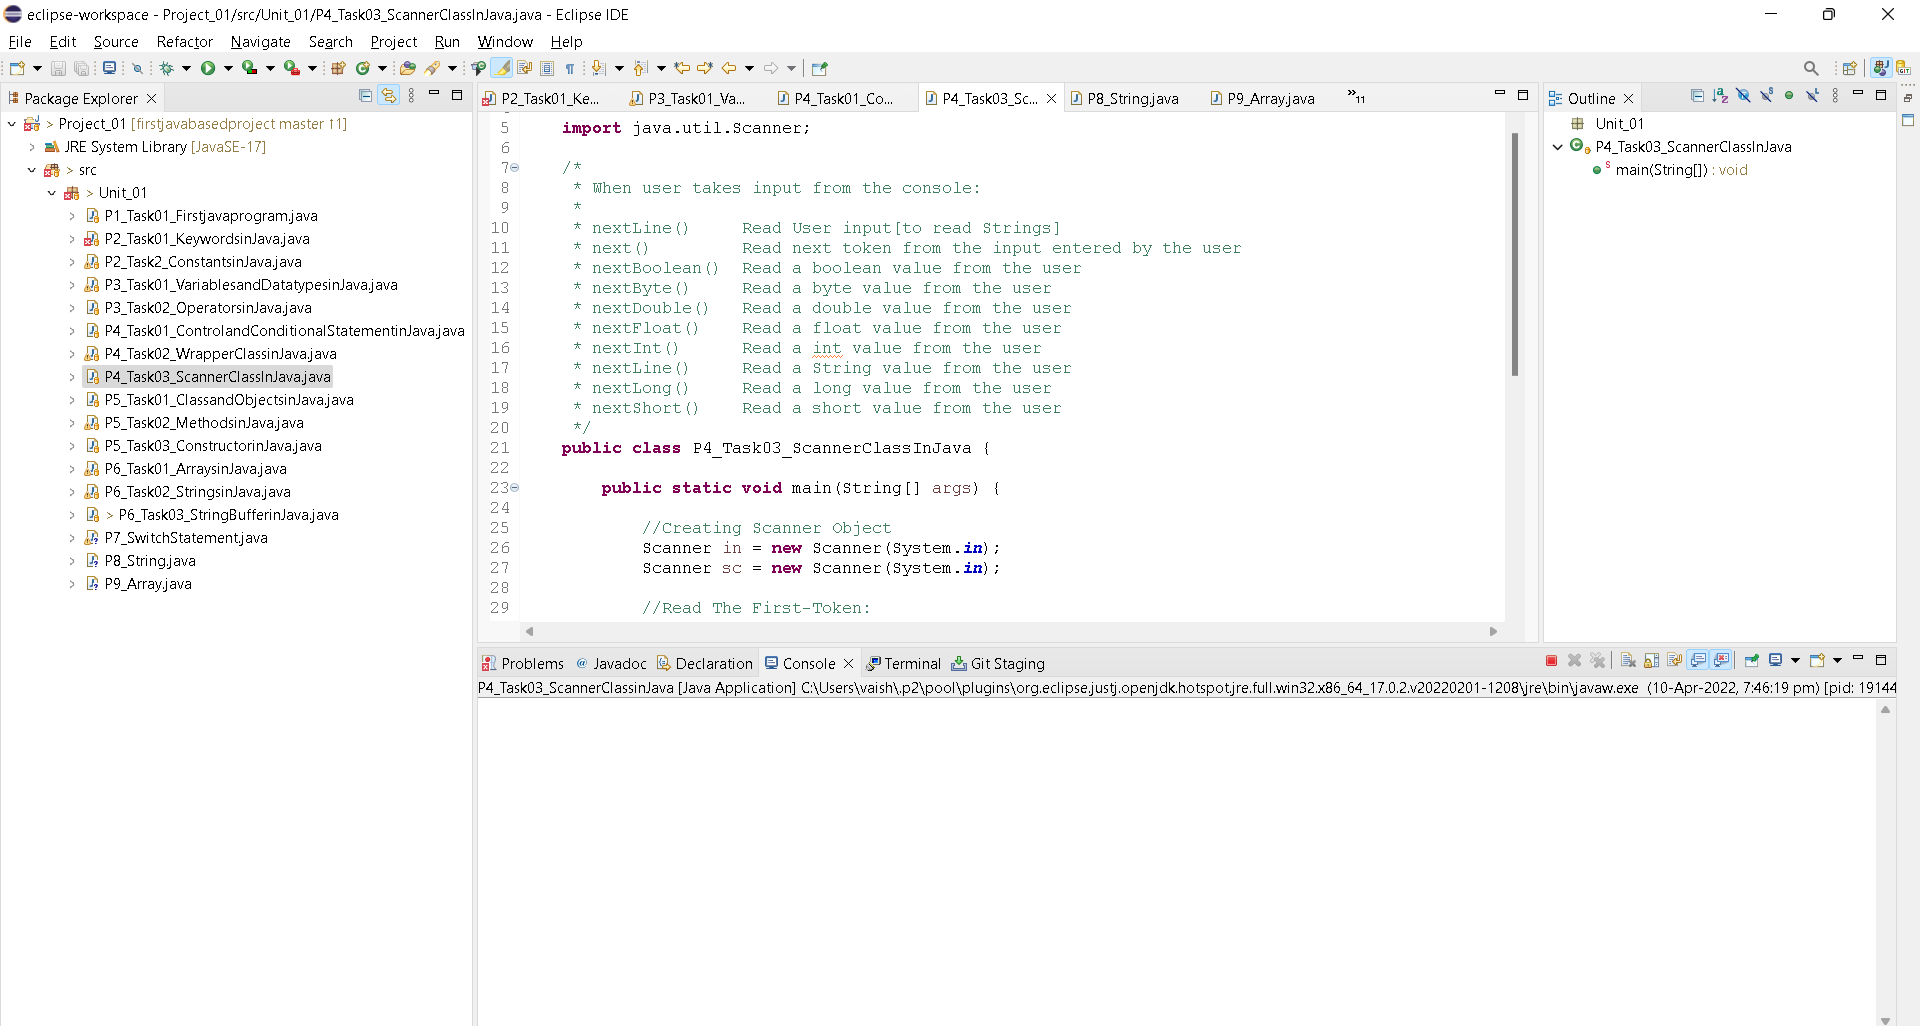 eclipse-workspace - Project_01/src/Unit_01/P4_Task03_ScannerClassInJava.java - Eclipse IDE
File Edit Source Refactor Navigate Search Project Run Window Help
Package Explorer
> Project_01 [firstjavabasedproject master ↑1]
JRE System Library [JavaSE-17]
> src
> Unit_01
P1_Task01_Firstjavaprogram.java
P2_Task01_KeywordsinJava.java
P2_Task2_ConstantsinJava.java
P3_Task01_VariablesandDatatypesinJava.java
P3_Task02_OperatorsinJava.java
P4_Task01_ControlandConditionalStatementinJava.java
P4_Task02_WrapperClassinJava.java
P4_Task03_ScannerClassInJava.java
P5_Task01_ClassandObjectsinJava.java
P5_Task02_MethodsinJava.java
P5_Task03_ConstructorinJava.java
P6_Task01_ArraysinJava.java
P6_Task02_StringsinJava.java
> P6_Task03_StringBufferinJava.java
P7_SwitchStatement.java
P8_String.java
P9_Array.java
P2_Task01_Ke... P3_Task01_Va... P4_Task01_Co... P4_Task03_Sc... P8_String.java P9_Array.java »11
5 import java.util.Scanner;
6
7 /*
8 * When user takes input from the console:
9 *
10 * nextLine() Read User input[to read Strings]
11 * next() Read next token from the input entered by the user
12 * nextBoolean() Read a boolean value from the user
13 * nextByte() Read a byte value from the user
14 * nextDouble() Read a double value from the user
15 * nextFloat() Read a float value from the user
16 * nextInt() Read a int value from the user
17 * nextLine() Read a String value from the user
18 * nextLong() Read a long value from the user
19 * nextShort() Read a short value from the user
20 */
21 public class P4_Task03_ScannerClassInJava {
22
23 public static void main(String[] args) {
24
25 //Creating Scanner Object
26 Scanner in = new Scanner(System.in);
27 Scanner sc = new Scanner(System.in);
28
29 //Read The First-Token:
Outline
Unit_01
P4_Task03_ScannerClassInJava
main(String[]) : void
Problems Javadoc Declaration Console Terminal Git Staging
P4_Task03_ScannerClassinJava [Java Application] C:\Users\vaish\.p2\pool\plugins\org.eclipse.justj.openjdk.hotspot.jre.full.win32.x86_64_17.0.2.v20220201-1208\jre\bin\javaw.exe (10-Apr-2022, 7:46:19 pm) [pid: 19144